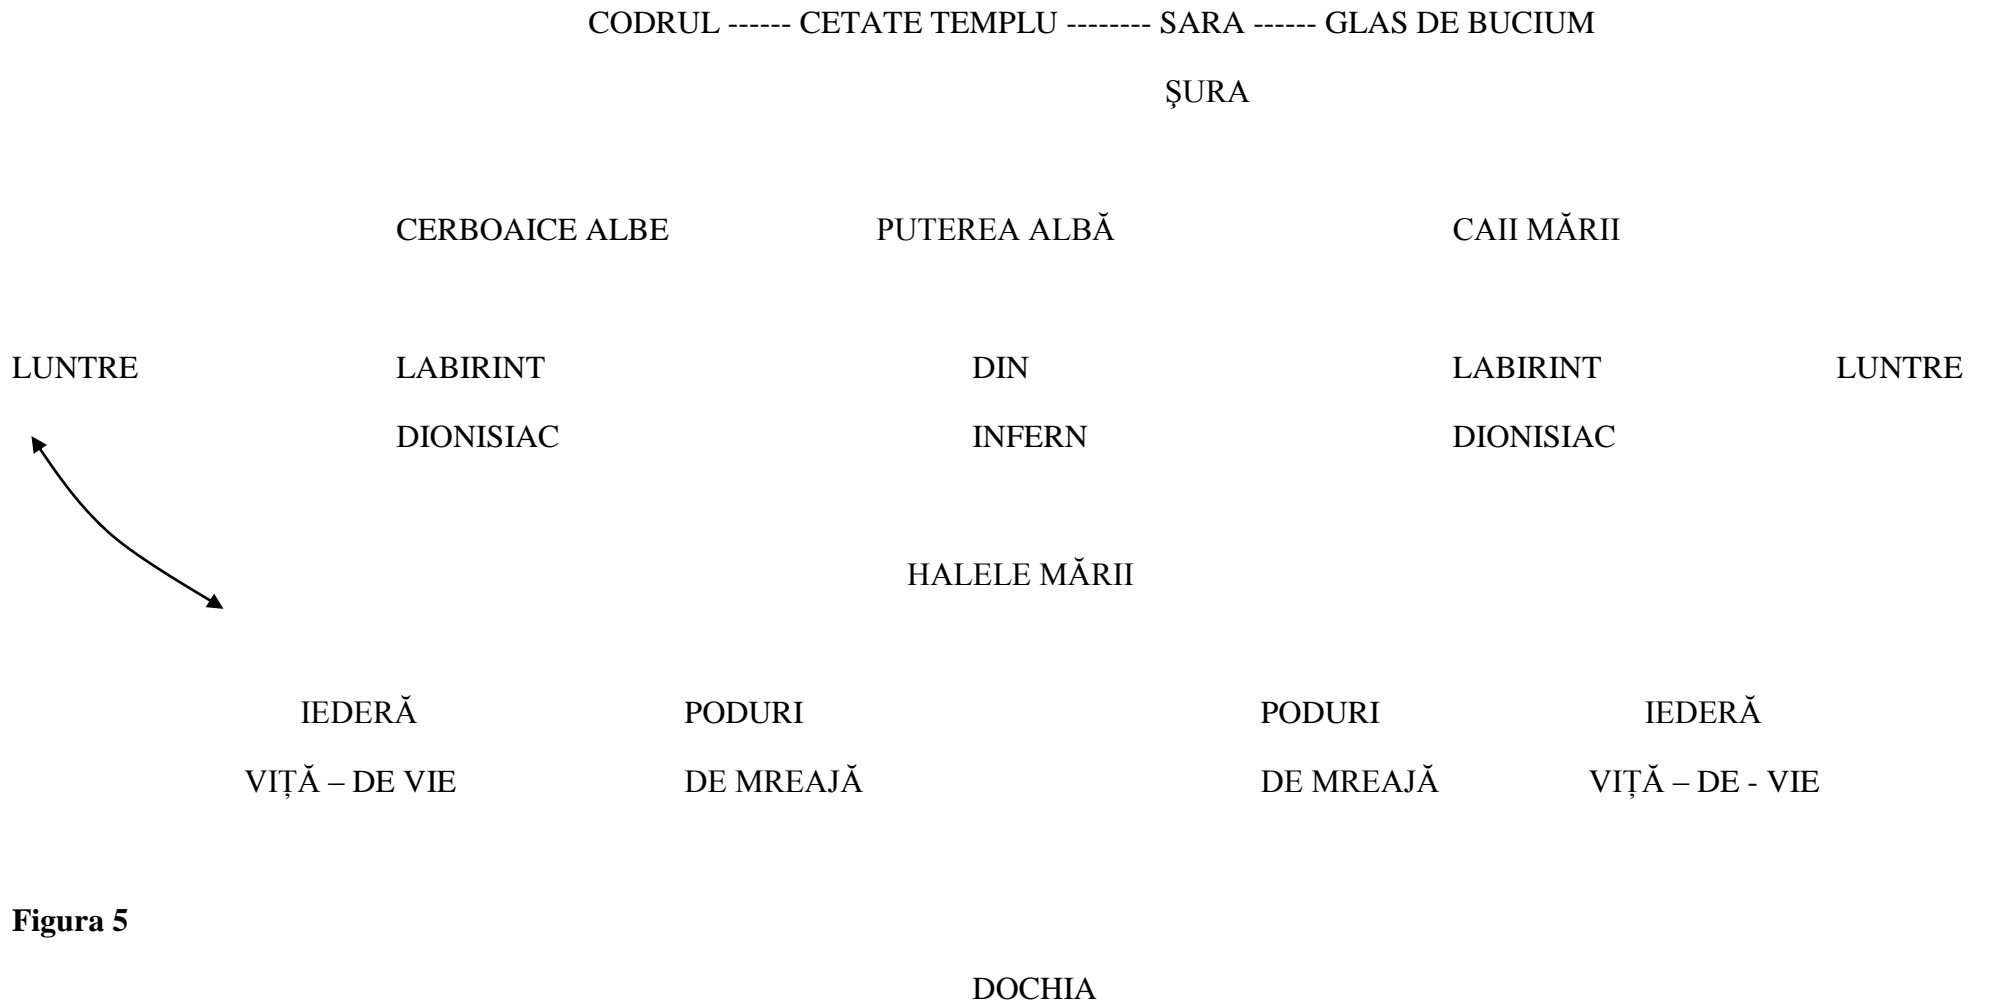 CODRUL ------ CETATE TEMPLU -------- SARA ------ GLAS DE BUCIUM
ŞURA
CERBOAICE ALBE PUTEREA ALBĂ CAII MĂRII
LUNTRE LABIRINT DIN LABIRINT LUNTRE
DIONISIAC INFERN DIONISIAC
HALELE MĂRII
IEDERĂ PODURI PODURI IEDERĂ
VIȚĂ – DE VIE DE MREAJĂ DE MREAJĂ VIȚĂ – DE - VIE
Figura 5
DOCHIA